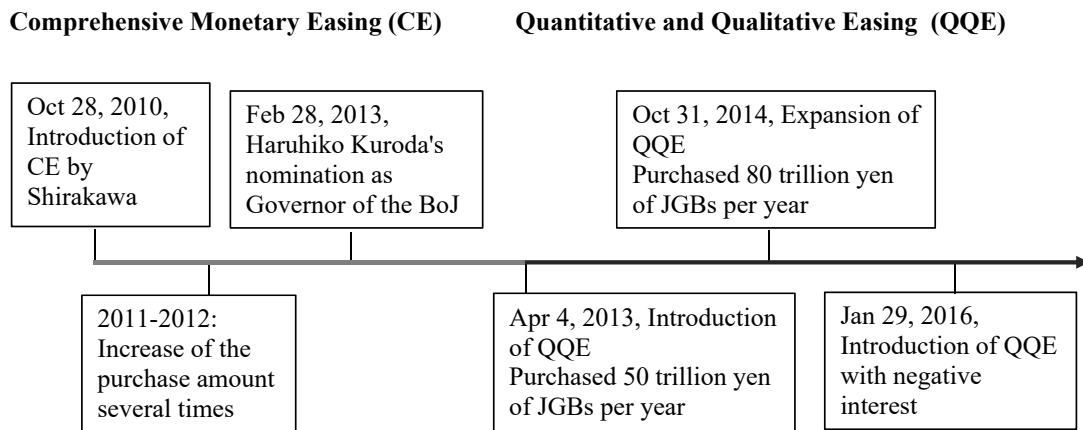 Comprehensive Monetary Easing (CE)
Quantitative and Qualitative Easing (QQE)
Oct 28, 2010,
Introduction of
CE by
Shirakawa
Feb 28, 2013,
Haruhiko Kuroda's
nomination as
Governor of the BoJ
Oct 31, 2014, Expansion of
QQE
Purchased 80 trillion yen
of JGBs per year
2011-2012:
Increase of the
purchase amount
several times
Apr 4, 2013, Introduction
of QQE
Purchased 50 trillion yen
of JGBs per year
Jan 29, 2016,
Introduction of QQE
with negative
interest